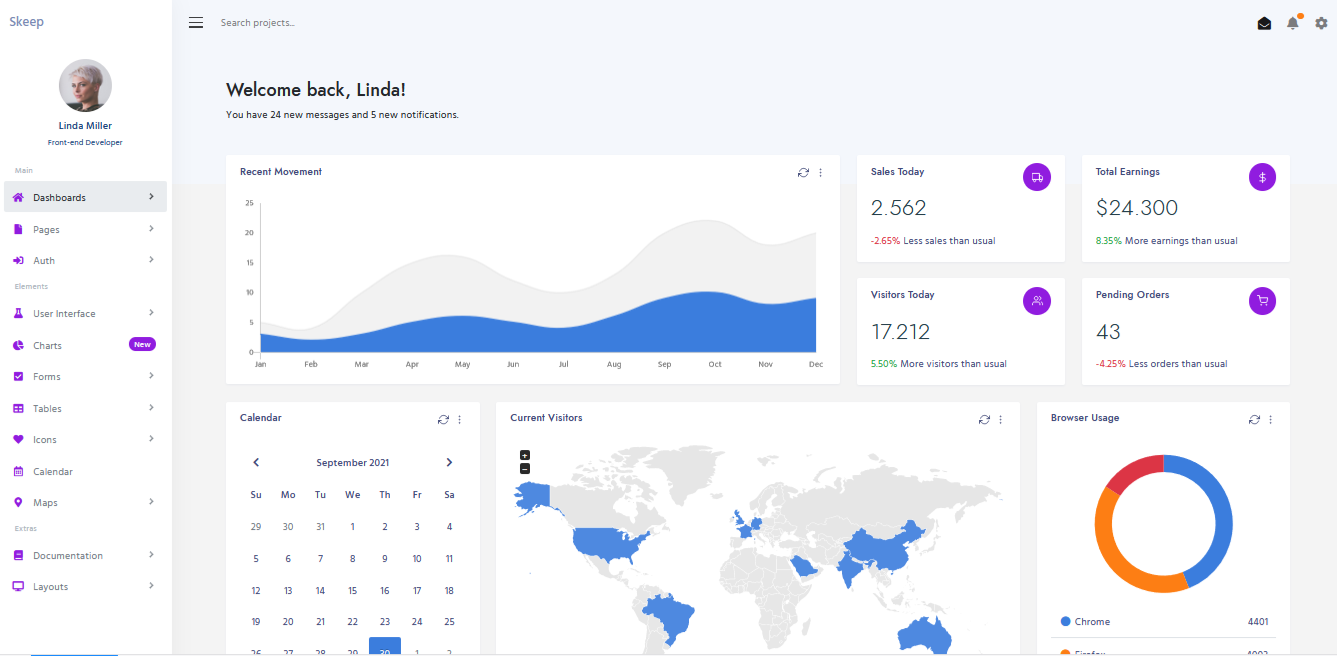 Skeep
Search projects...
Linda Miller
Front-end Developer
Main
Dashboards
Pages
Auth
Elements
User Interface
Charts New
Forms
Tables
Icons
Calendar
Maps
Extras
Documentation
Layouts
Welcome back, Linda!
You have 24 new messages and 5 new notifications.
Recent Movement
25
20
15
10
5
0
Jan Feb Mar Apr May Jun Jul Aug Sep Oct Nov Dec
Sales Today
2.562
-2.65% Less sales than usual
Total Earnings
$
$24.300
8.35% More earnings than usual
Visitors Today
17.212
5.50% More visitors than usual
Pending Orders
43
-4.25% Less orders than usual
Calendar
September 2021
Su Mo Tu We Th Fr Sa
29 30 31 1 2 3 4
5 6 7 8 9 10 11
12 13 14 15 16 17 18
19 20 21 22 23 24 25
26 27 28 29 30 1 2
Current Visitors
+
−
Browser Usage
Chrome 4401
Firefox 4003